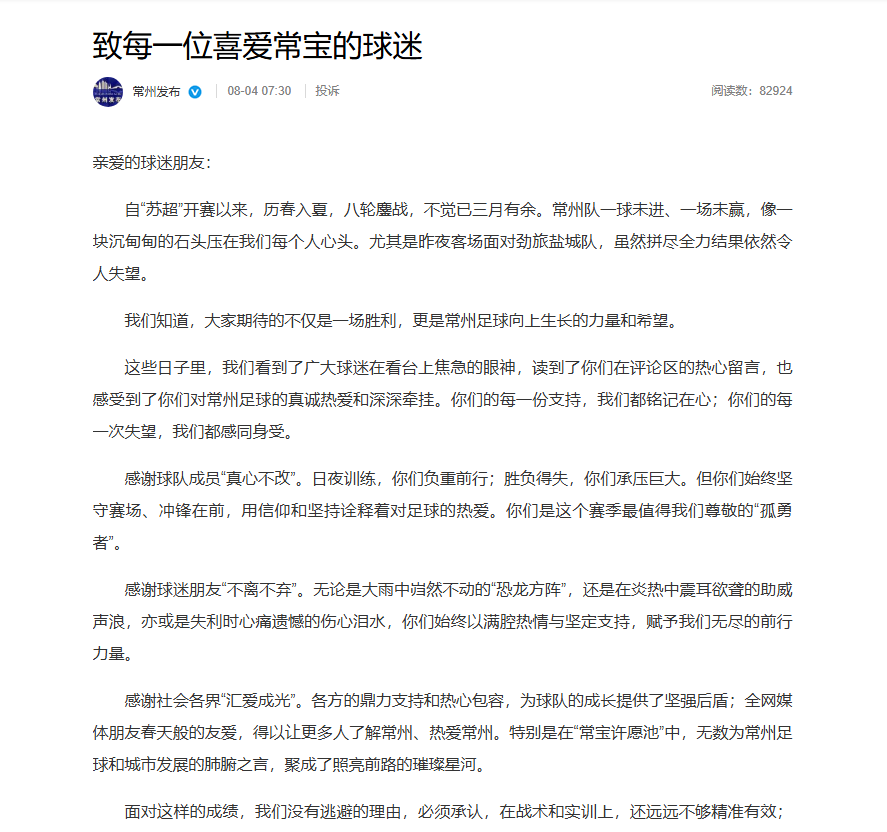 致每一位喜爱常宝的球迷
常州发布 08-04 07:30 投诉 阅读数：82924
亲爱的球迷朋友：
自“苏超”开赛以来，历春入夏，八轮鏖战，不觉已三月有余。常州队一球未进、一场未赢，像一
块沉甸甸的石头压在我们每个人心头。尤其是昨夜客场面对劲旅盐城队，虽然拼尽全力结果依然令
人失望。
我们知道，大家期待的不仅是一场胜利，更是常州足球向上生长的力量和希望。
这些日子里，我们看到了广大球迷在看台上焦急的眼神，读到了你们在评论区的热心留言，也
感受到了你们对常州足球的真诚热爱和深深牵挂。你们的每一份支持，我们都铭记在心；你们的每
一次失望，我们都感同身受。
感谢球队成员“真心不改”。日夜训练，你们负重前行；胜负得失，你们承压巨大。但你们始终坚
守赛场、冲锋在前，用信仰和坚持诠释着对足球的热爱。你们是这个赛季最值得我们尊敬的“孤勇
者”。
感谢球迷朋友“不离不弃”。无论是大雨中岿然不动的“恐龙方阵”，还是在炎热中震耳欲聋的助威
声浪，亦或是失利时心痛遗憾的伤心泪水，你们始终以满腔热情与坚定支持，赋予我们无尽的前行
力量。
感谢社会各界“汇爱成光”。各方的鼎力支持和热心包容，为球队的成长提供了坚强后盾；全网媒
体朋友春天般的友爱，得以让更多人了解常州、热爱常州。特别是在“常宝许愿池”中，无数为常州足
球和城市发展的肺腑之言，聚成了照亮前路的璀璨星河。
面对这样的成绩，我们没有逃避的理由，必须承认，在战术和实训上，还远远不够精准有效；